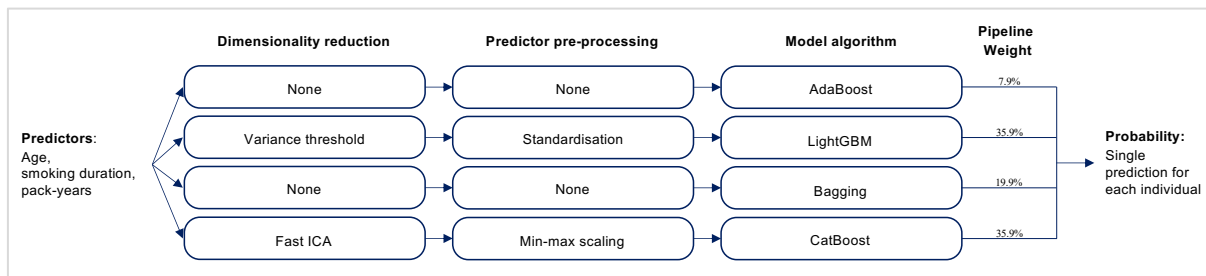 Dimensionality reduction
Predictor pre-processing
Model algorithm
Pipeline
Weight
None
None
AdaBoost
7.9%
Predictors:
Age,
smoking duration,
pack-years
Variance threshold
Standardisation
LightGBM
35.9%
Probability:
Single
prediction for
each individual
None
None
Bagging
19.9%
Fast ICA
Min-max scaling
CatBoost
35.9%